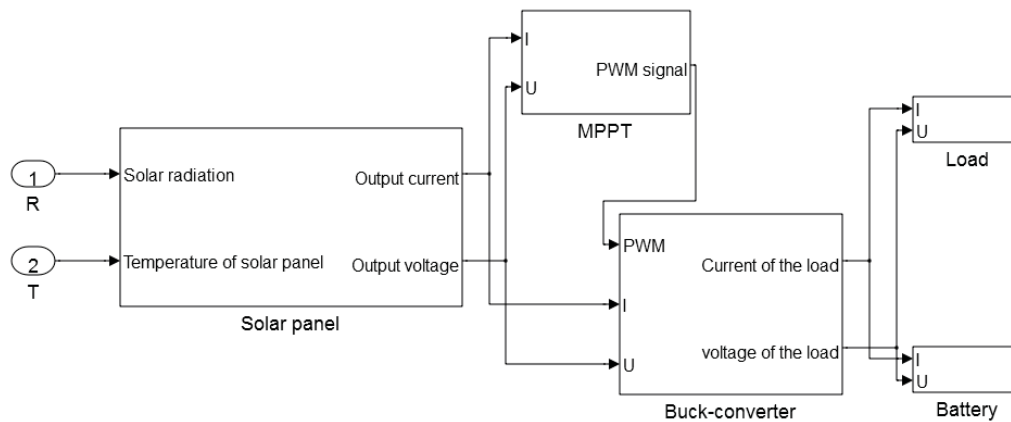 I
PWM signal
U
MPPT
I
U
Load
1
Solar radiation
Output current
R
2
Temperature of solar panel
Output voltage
T
Solar panel
PWM
Current of the load
I
voltage of the load
U
Buck-converter
I
U
Battery